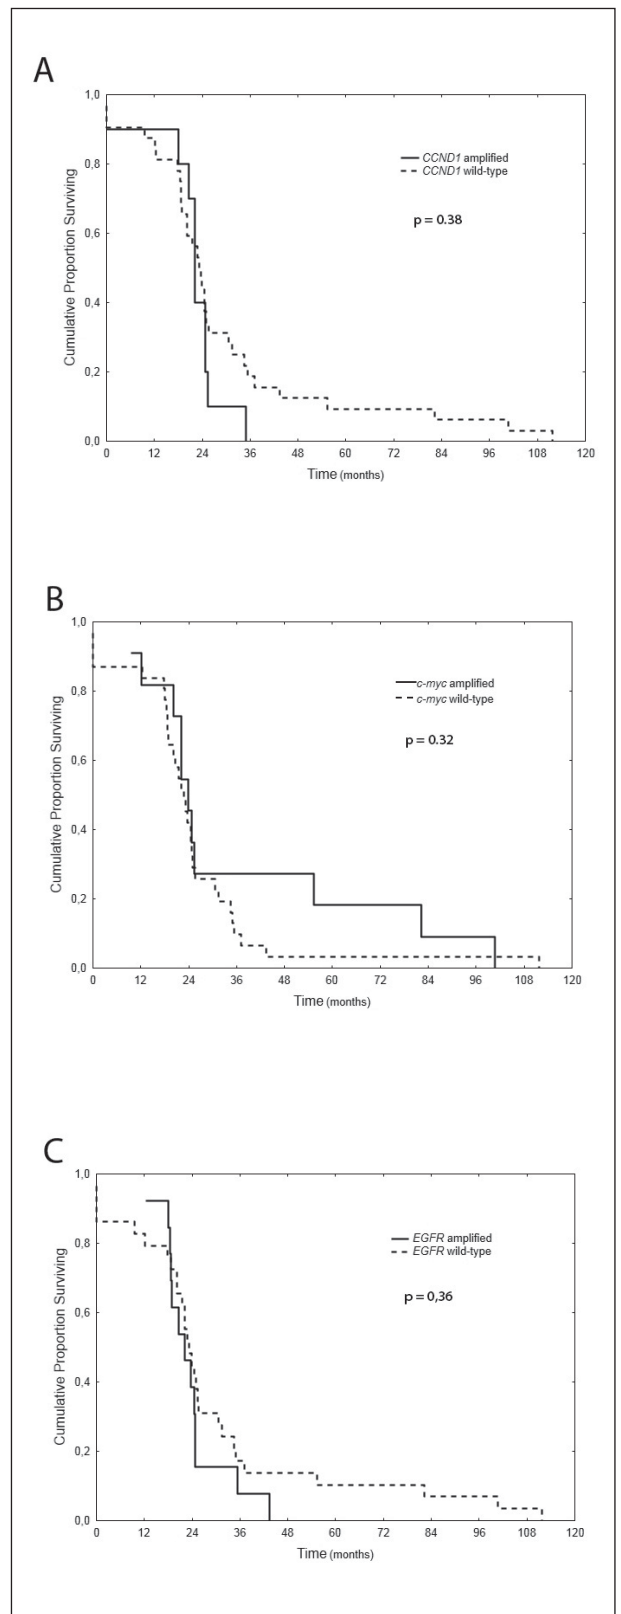 A
1,0
CCND1 amplified
0,8
CCND1 wild-type
p = 0.38
0,6
0,4
0,2
0,0
Cumulative Proportion Surviving
0 12 24 36 48 60 72 84 96 108 120
Time (months)
B
1,0
c-myc amplified
0,8
c-myc wild-type
p = 0.32
0,6
0,4
0,2
0,0
Cumulative Proportion Surviving
0 12 24 36 48 60 72 84 96 108 120
Time (months)
C
1,0
EGFR amplified
0,8
EGFR wild-type
p = 0,36
0,6
0,4
0,2
0,0
Cumulative Proportion Surviving
0 12 24 36 48 60 72 84 96 108 120
Time (months)